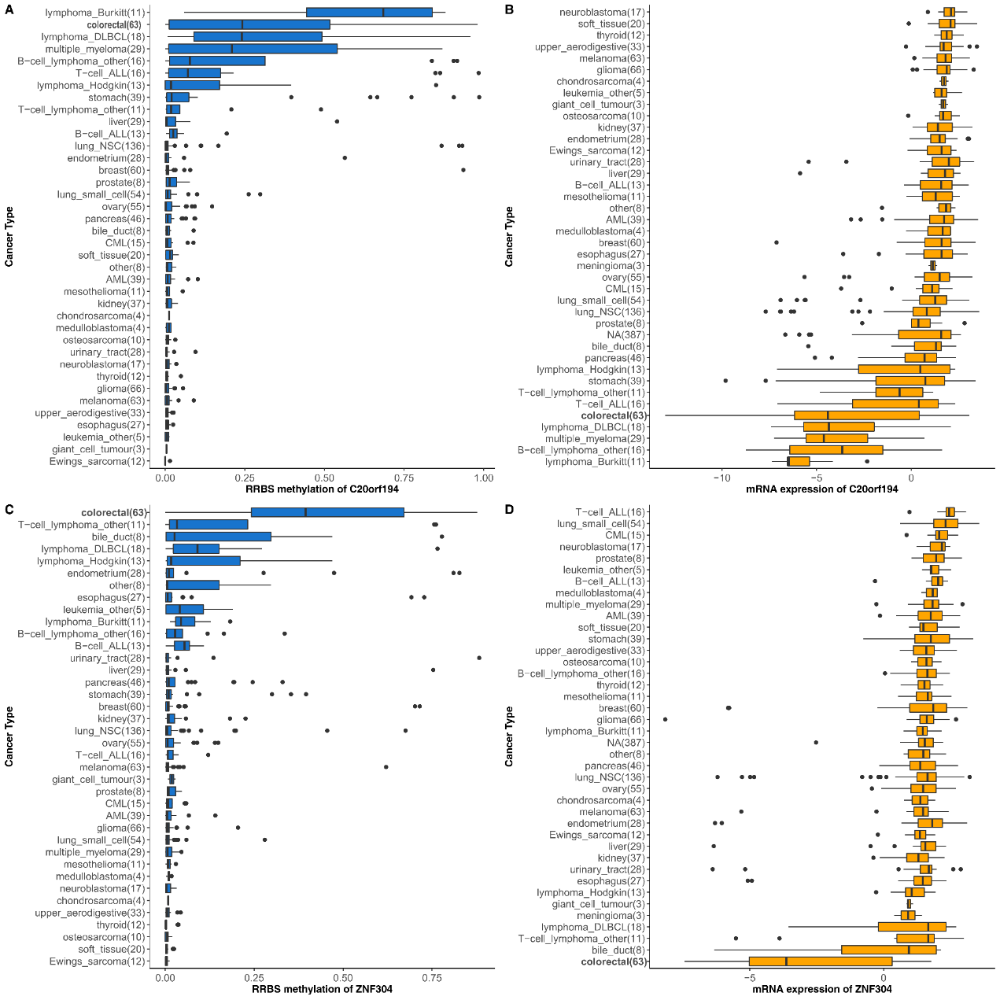 A
lymphoma_Burkitt(11)
colorectal(63)
lymphoma_DLBCL(18)
multiple_myeloma(29)
B−cell_lymphoma_other(16)
T−cell_ALL(16)
lymphoma_Hodgkin(13)
stomach(39)
T−cell_lymphoma_other(11)
liver(29)
B−cell_ALL(13)
lung_NSC(136)
endometrium(28)
breast(60)
prostate(8)
lung_small_cell(54)
ovary(55)
pancreas(46)
bile_duct(8)
CML(15)
soft_tissue(20)
other(8)
AML(39)
mesothelioma(11)
kidney(37)
chondrosarcoma(4)
medulloblastoma(4)
osteosarcoma(10)
urinary_tract(28)
neuroblastoma(17)
thyroid(12)
glioma(66)
melanoma(63)
upper_aerodigestive(33)
esophagus(27)
leukemia_other(5)
giant_cell_tumour(3)
Ewings_sarcoma(12)
Cancer Type
0.00 0.25 0.50 0.75 1.00
RRBS methylation of C20orf194
B
neuroblastoma(17)
soft_tissue(20)
thyroid(12)
upper_aerodigestive(33)
melanoma(63)
glioma(66)
chondrosarcoma(4)
leukemia_other(5)
giant_cell_tumour(3)
osteosarcoma(10)
kidney(37)
endometrium(28)
Ewings_sarcoma(12)
urinary_tract(28)
liver(29)
B−cell_ALL(13)
mesothelioma(11)
other(8)
AML(39)
medulloblastoma(4)
breast(60)
esophagus(27)
meningioma(3)
ovary(55)
CML(15)
lung_small_cell(54)
lung_NSC(136)
prostate(8)
NA(387)
bile_duct(8)
pancreas(46)
lymphoma_Hodgkin(13)
stomach(39)
T−cell_lymphoma_other(11)
T−cell_ALL(16)
colorectal(63)
lymphoma_DLBCL(18)
multiple_myeloma(29)
B−cell_lymphoma_other(16)
lymphoma_Burkitt(11)
Cancer Type
−10 −5 0
mRNA expression of C20orf194
C
colorectal(63)
T−cell_lymphoma_other(11)
bile_duct(8)
lymphoma_DLBCL(18)
lymphoma_Hodgkin(13)
endometrium(28)
other(8)
esophagus(27)
leukemia_other(5)
lymphoma_Burkitt(11)
B−cell_lymphoma_other(16)
B−cell_ALL(13)
urinary_tract(28)
liver(29)
pancreas(46)
stomach(39)
breast(60)
kidney(37)
lung_NSC(136)
ovary(55)
T−cell_ALL(16)
melanoma(63)
giant_cell_tumour(3)
prostate(8)
CML(15)
AML(39)
glioma(66)
lung_small_cell(54)
multiple_myeloma(29)
mesothelioma(11)
medulloblastoma(4)
neuroblastoma(17)
chondrosarcoma(4)
upper_aerodigestive(33)
thyroid(12)
osteosarcoma(10)
soft_tissue(20)
Ewings_sarcoma(12)
Cancer Type
0.00 0.25 0.50 0.75
RRBS methylation of ZNF304
D
T−cell_ALL(16)
lung_small_cell(54)
CML(15)
neuroblastoma(17)
prostate(8)
leukemia_other(5)
B−cell_ALL(13)
medulloblastoma(4)
multiple_myeloma(29)
AML(39)
soft_tissue(20)
stomach(39)
upper_aerodigestive(33)
osteosarcoma(10)
B−cell_lymphoma_other(16)
thyroid(12)
mesothelioma(11)
breast(60)
glioma(66)
lymphoma_Burkitt(11)
NA(387)
other(8)
pancreas(46)
lung_NSC(136)
ovary(55)
chondrosarcoma(4)
melanoma(63)
endometrium(28)
Ewings_sarcoma(12)
liver(29)
kidney(37)
urinary_tract(28)
esophagus(27)
lymphoma_Hodgkin(13)
giant_cell_tumour(3)
meningioma(3)
lymphoma_DLBCL(18)
T−cell_lymphoma_other(11)
bile_duct(8)
colorectal(63)
Cancer Type
−5 0
mRNA expression of ZNF304